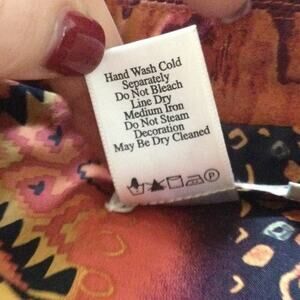 Hand Wash Cold
Separately
Do Not Bleach
Line Dry
Medium Iron
Do Not Steam
Decoration
May Be Dry Cleaned
P